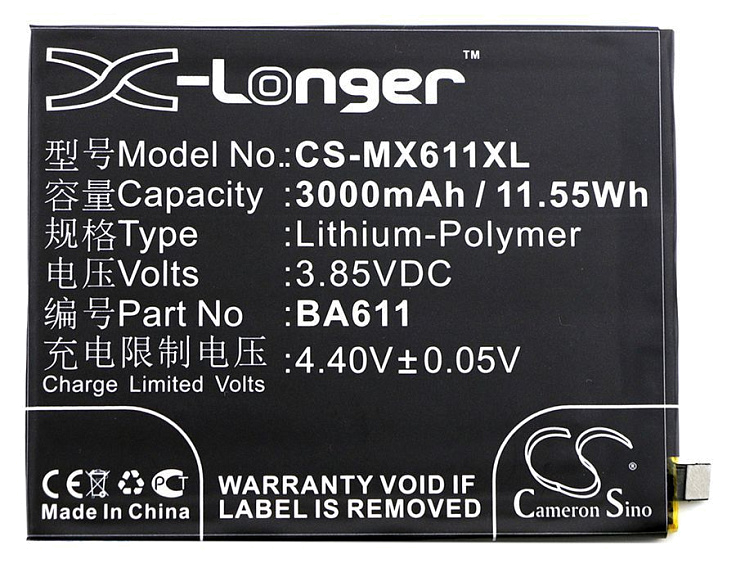 X-Longer™
型号Model No.:CS-MX611XL
容量Capacity :3000mAh / 11.55Wh
规格Type :Lithium-Polymer
电压Volts :3.85VDC
编号Part No :BA611
充电限制电压 :4.40V±0.05V
Charge Limited Volts
CE PCT
Made In China
WARRANTY VOID IF
LABEL IS REMOVED
CS®
Cameron Sino